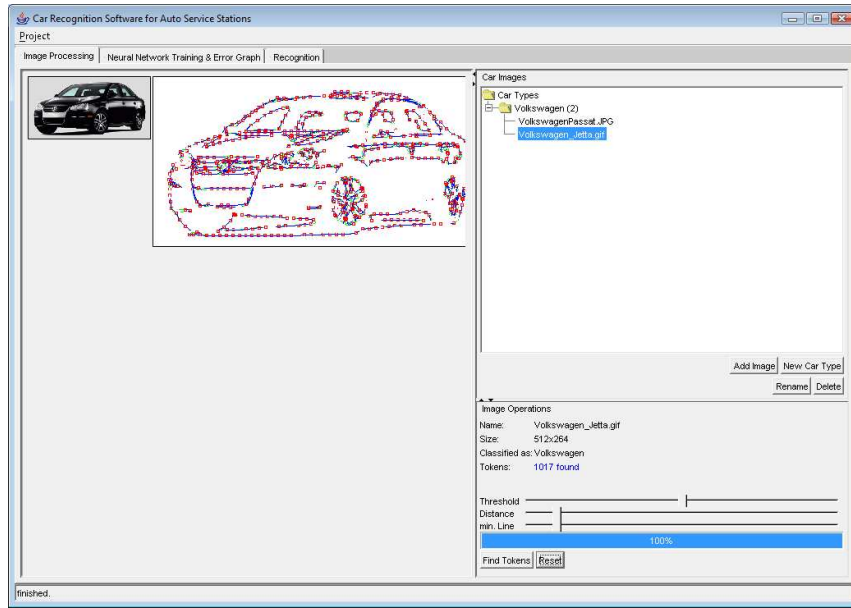 Car Recognition Software for Auto Service Stations
Project
Image Processing
Neural Network Training & Error Graph
Recognition
Car Images
Car Types
Volkswagen (2)
VolkswagenPassat.JPG
Volkswagen_Jetta.gif
Add Image
New Car Type
Rename
Delete
Image Operations
Name: Volkswagen_Jetta.gif
Size: 512x264
Classified as: Volkswagen
Tokens: 1017 found
Threshold
Distance
min. Line
100%
Find Tokens
Reset
finished.